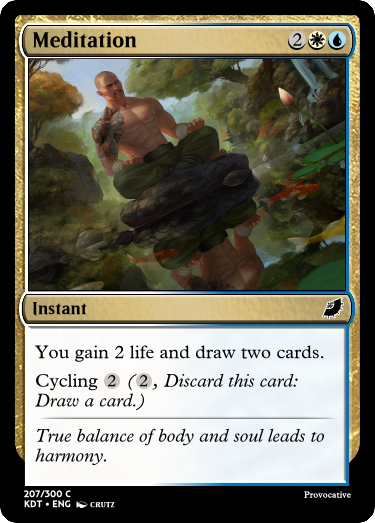 Meditation 2
Instant
You gain 2 life and draw two cards.
Cycling 2 (2, Discard this card:
Draw a card.)
True balance of body and soul leads to
harmony.
207/300 C Provocative
KDT • ENG CRUTZ